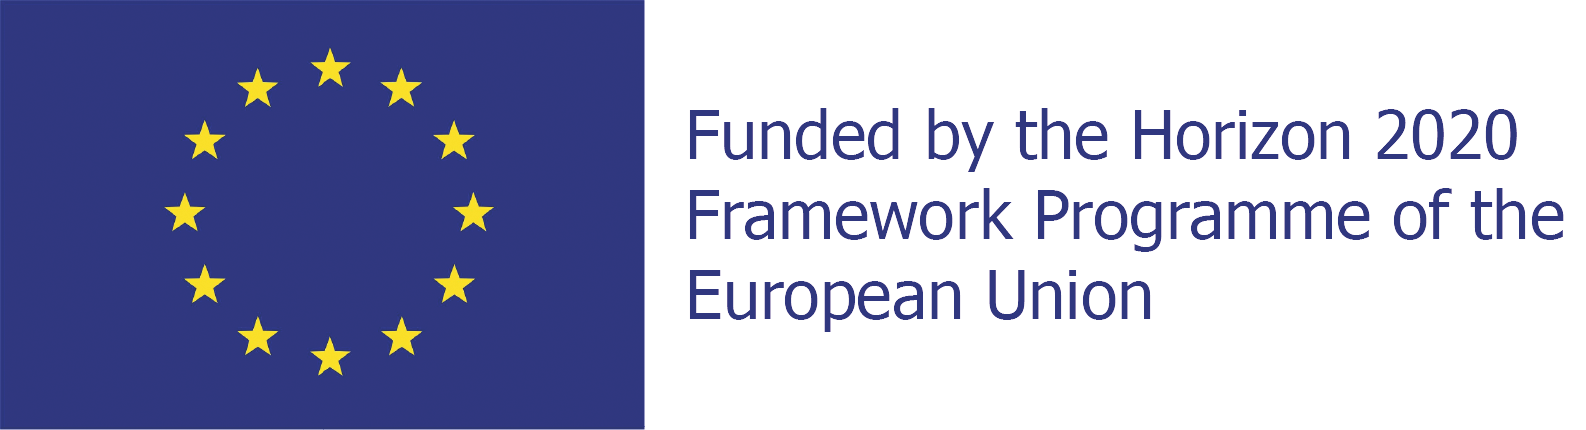 Funded by the Horizon 2020
Framework Programme of the
European Union